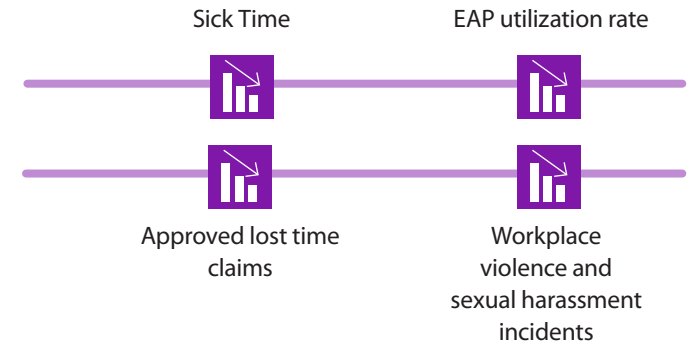 Sick Time
EAP utilization rate
Approved lost time
claims
Workplace
violence and
sexual harassment
incidents